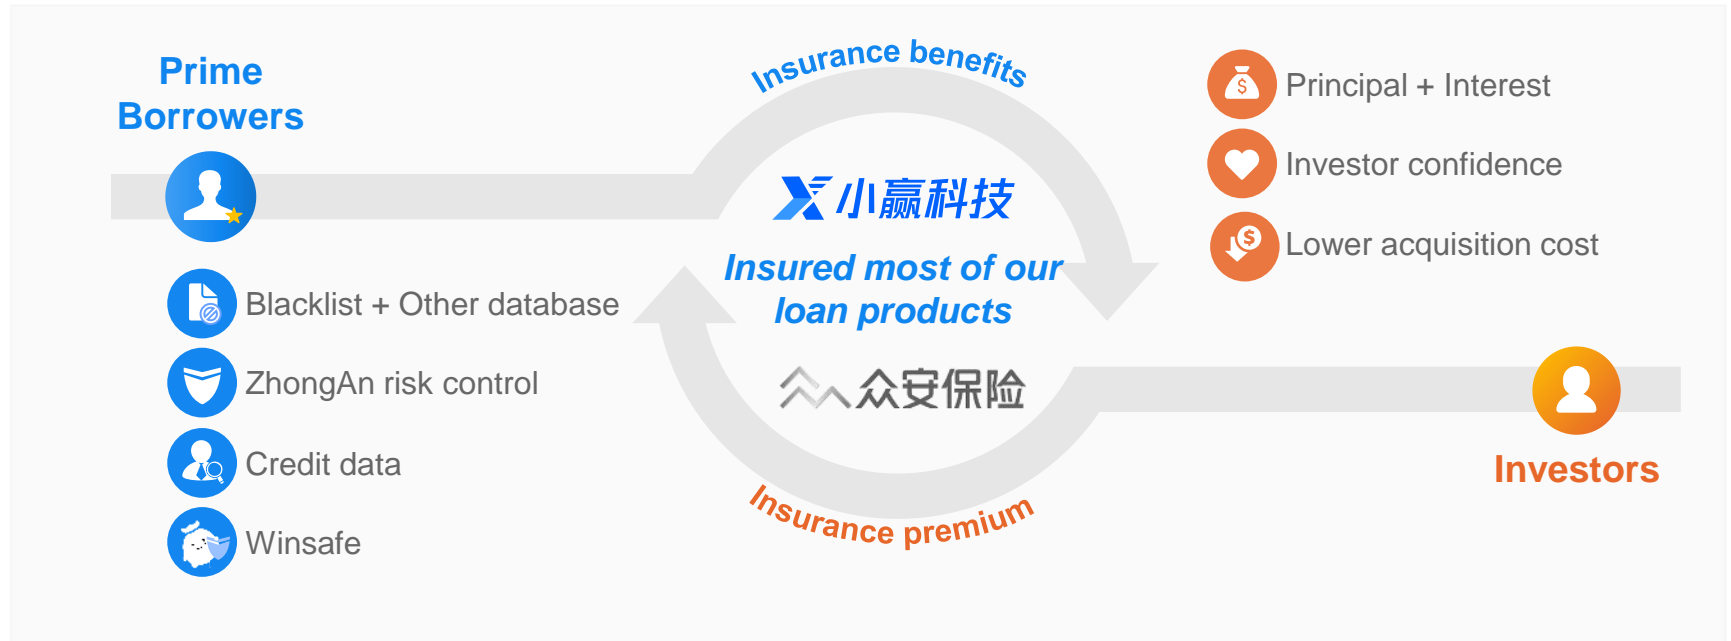 Prime
Borrowers
Blacklist + Other database
ZhongAn risk control
Credit data
Winsafe
Insurance benefits
小赢科技
Insured most of our
loan products
众安保险
Insurance premium
Principal + Interest
Investor confidence
Lower acquisition cost
Investors